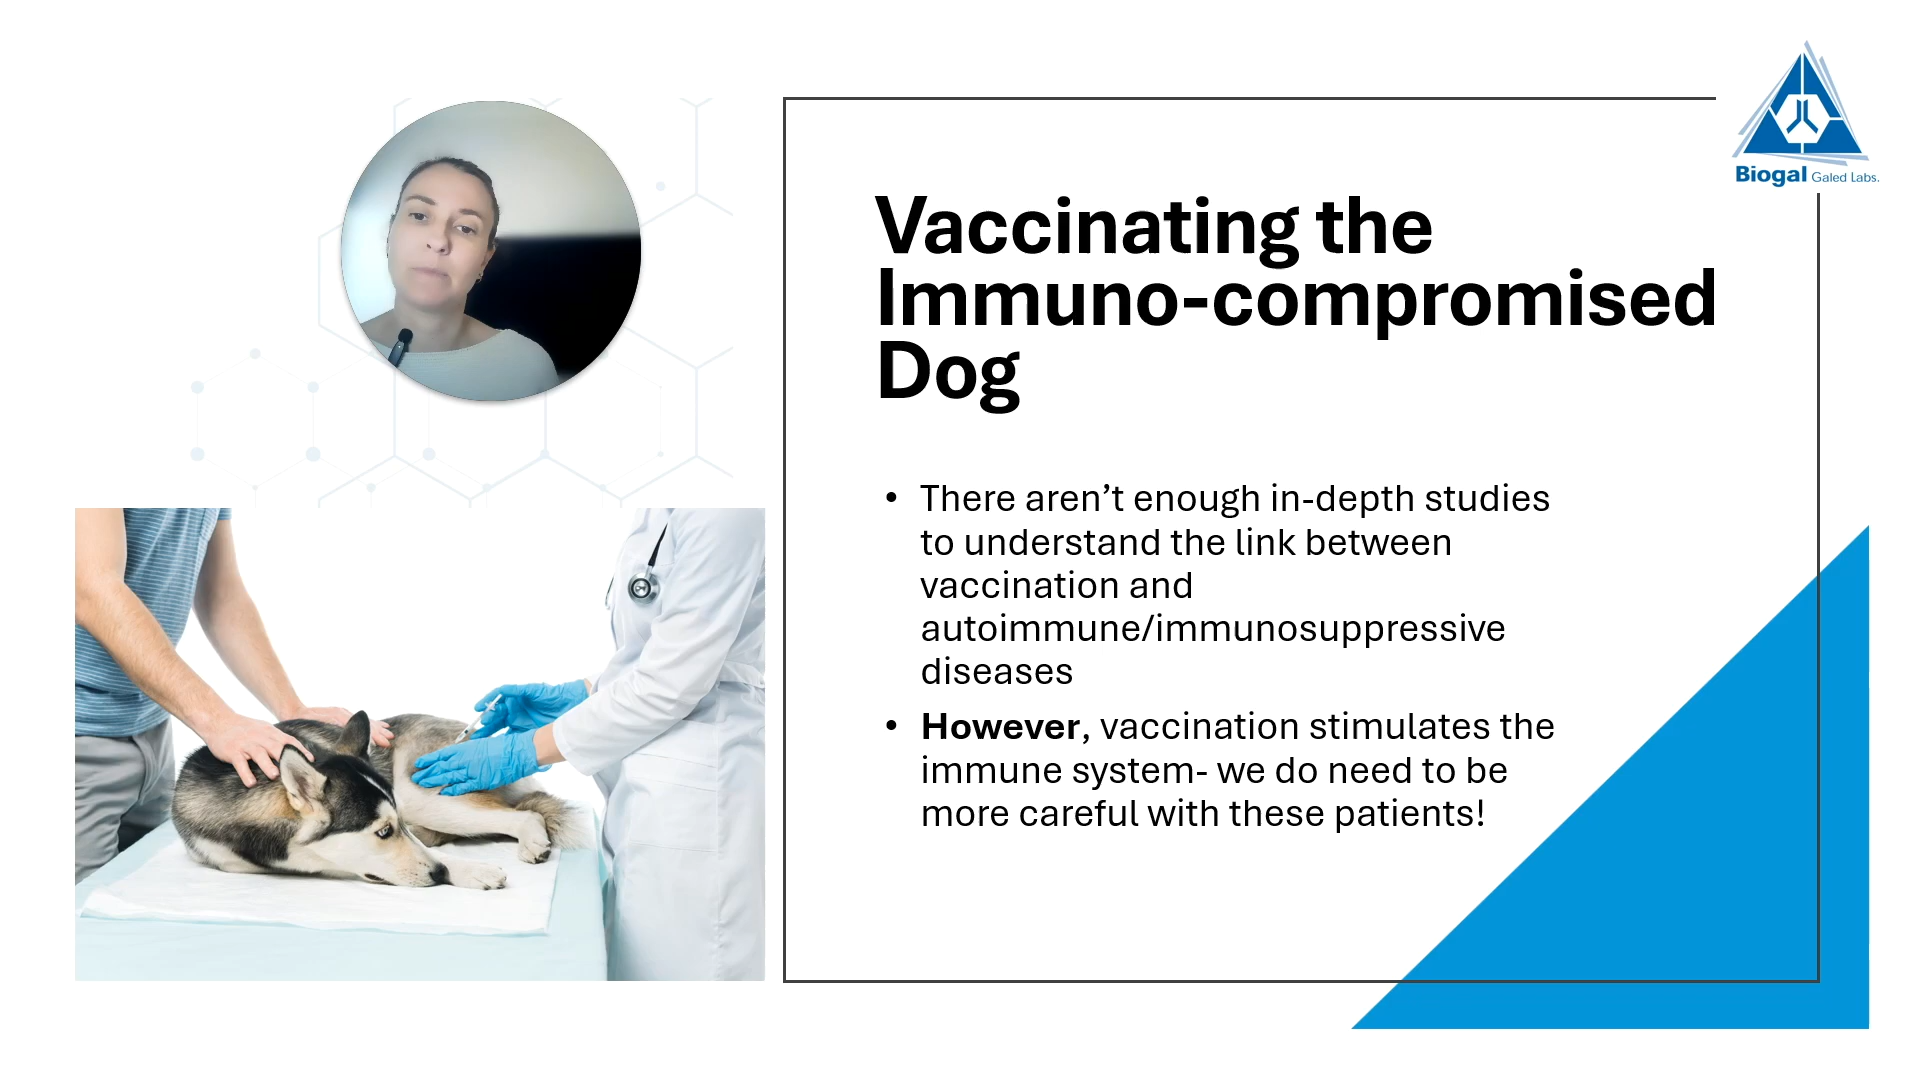 Biogal Galed Labs.
Vaccinating the
Immuno-compromised
Dog
• There aren’t enough in-depth studies
to understand the link between
vaccination and
autoimmune/immunosuppressive
diseases
• However, vaccination stimulates the
immune system- we do need to be
more careful with these patients!